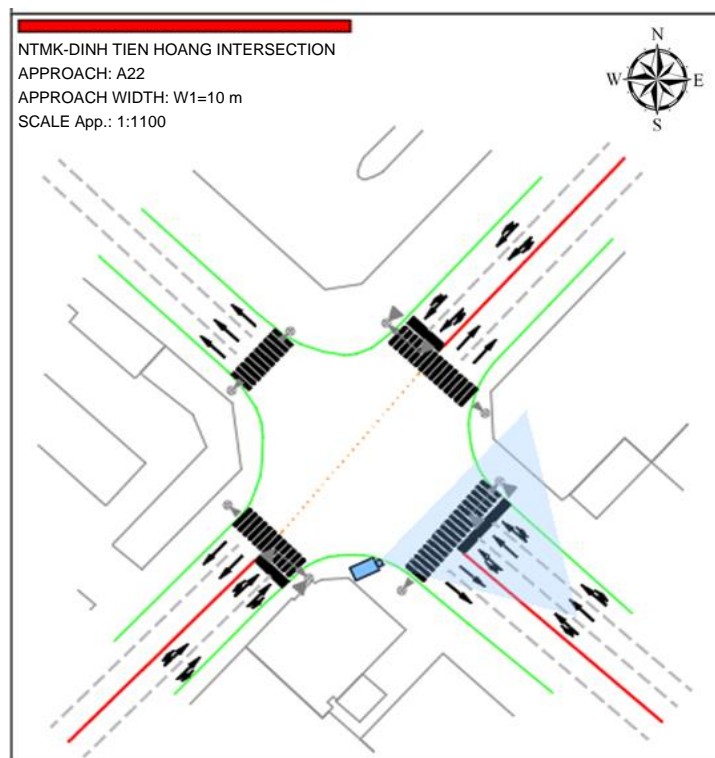 NTMK-DINH TIEN HOANG INTERSECTION
APPROACH: A22
APPROACH WIDTH: W1=10 m
SCALE App.: 1:1100
N
W E
S